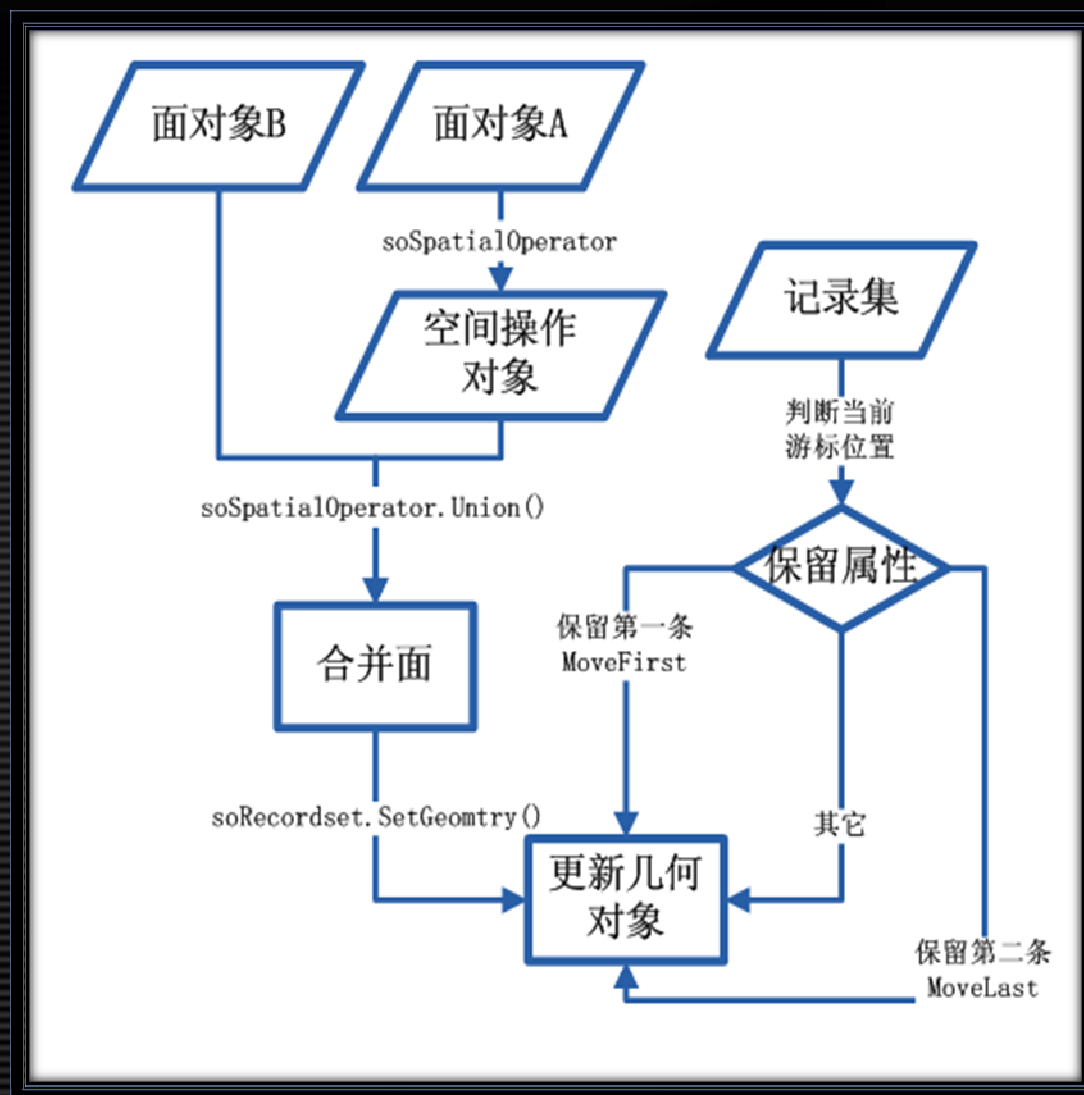 面对象B
面对象A
soSpatialOperator
空间操作
对象
记录集
判断当前
游标位置
soSpatialOperator.Union()
保留属性
保留第一条
MoveFirst
合并面
soRecordset.SetGeomtry()
其它
更新几何
对象
保留第二条
MoveLast